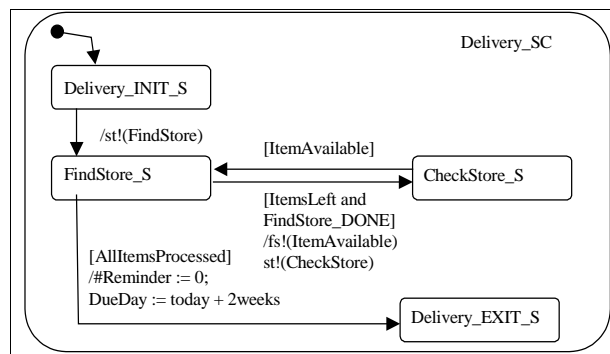 Delivery_SC
Delivery_INIT_S
/st!(FindStore)
[ItemAvailable]
FindStore_S
CheckStore_S
[ItemsLeft and
FindStore_DONE]
/fs!(ItemAvailable)
st!(CheckStore)
[AllItemsProcessed]
/#Reminder := 0;
DueDay := today + 2weeks
Delivery_EXIT_S